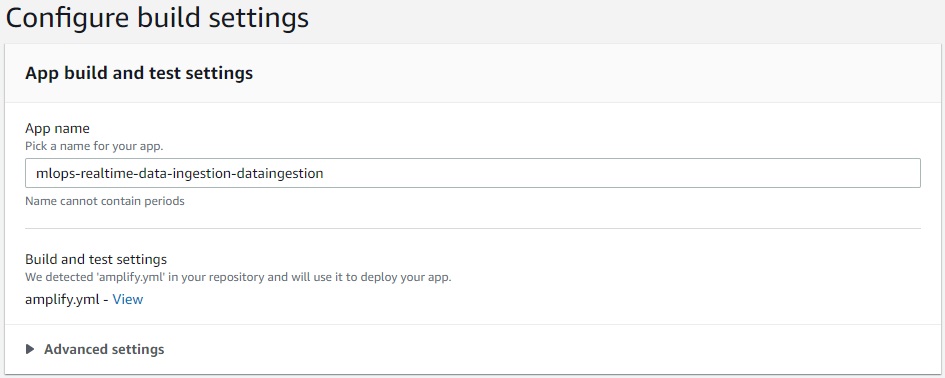 Configure build settings
App build and test settings
App name
Pick a name for your app.
mlops-realtime-data-ingestion-dataingestion
Name cannot contain periods
Build and test settings
We detected 'amplify.yml' in your repository and will use it to deploy your app.
amplify.yml - View
Advanced settings